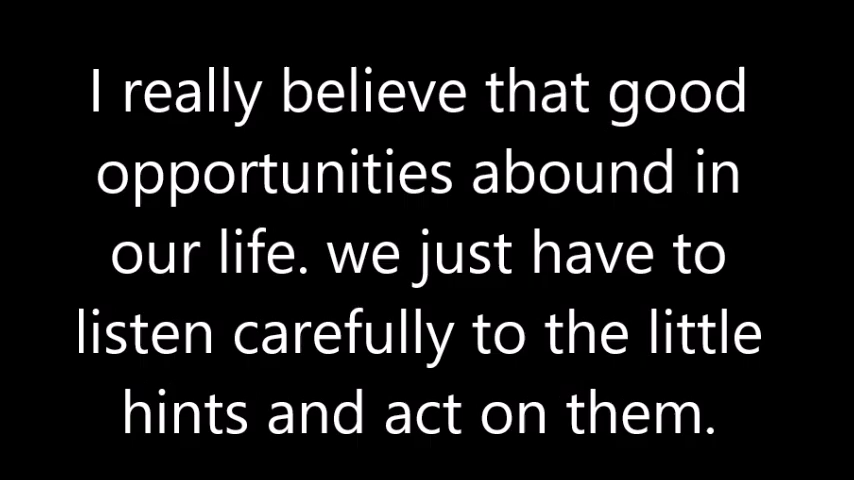 I really believe that good
opportunities abound in
our life. we just have to
listen carefully to the little
hints and act on them.